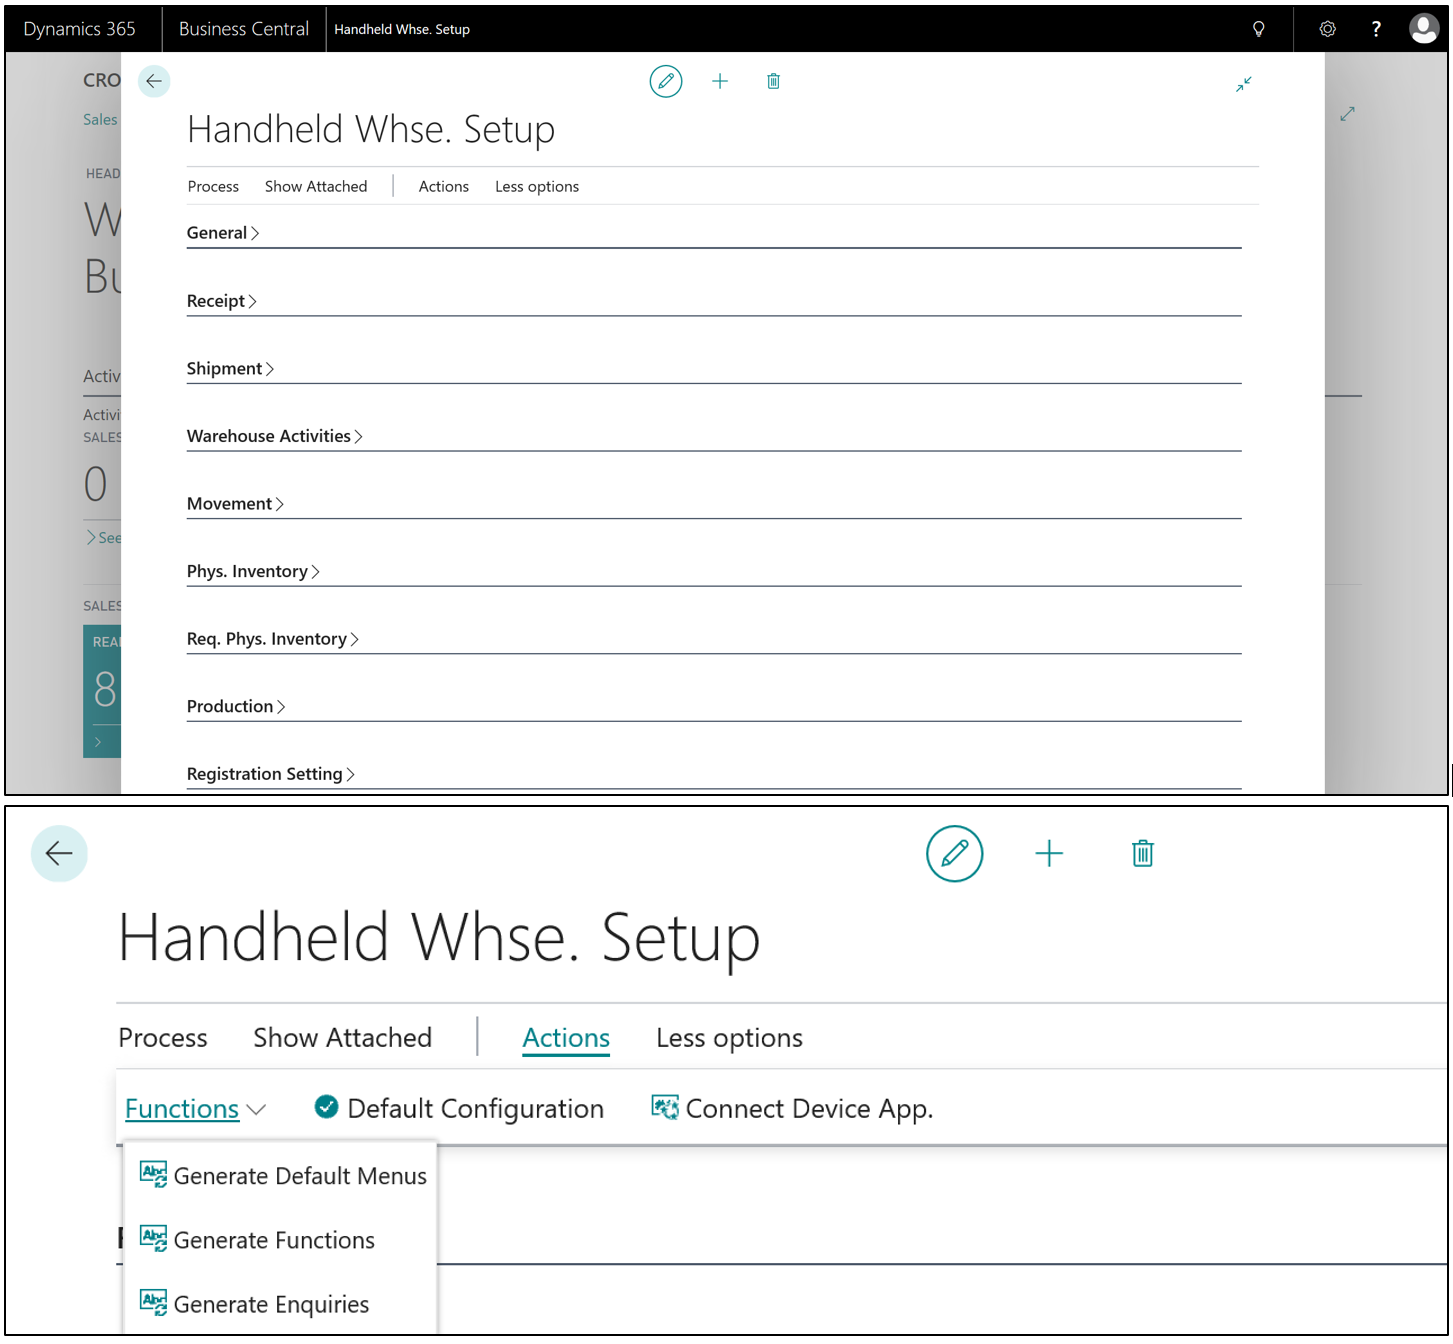 Dynamics 365 Business Central Handheld Whse. Setup ?
CRO
Sales
HEAD
Handheld Whse. Setup
Process Show Attached Actions Less options
W
Bu
General
Receipt
Shipment
Activ
Activi
SALES
Warehouse Activities
0
Movement
See
Phys. Inventory
SALES
REA
Req. Phys. Inventory
8
Production
Registration Setting
Handheld Whse. Setup
Process Show Attached Actions Less options
Functions Default Configuration Connect Device App.
Generate Default Menus
Generate Functions
Generate Enquiries